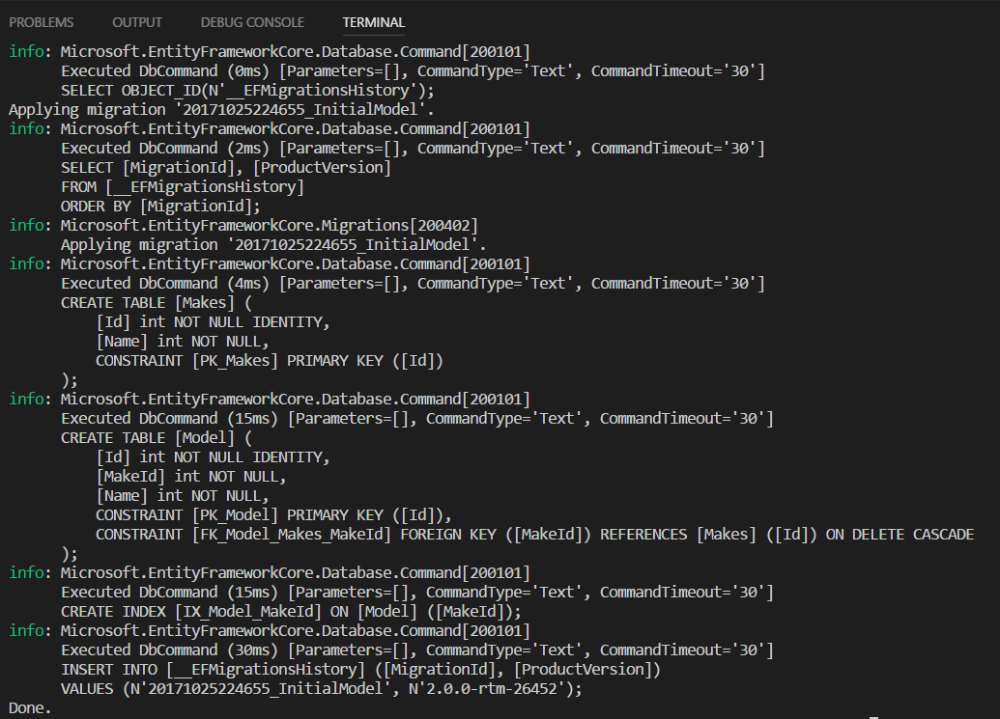 PROBLEMS OUTPUT DEBUG CONSOLE TERMINAL
info: Microsoft.EntityFrameworkCore.Database.Command[200101]
      Executed DbCommand (0ms) [Parameters=[], CommandType='Text', CommandTimeout='30']
      SELECT OBJECT_ID(N'__EFMigrationsHistory');
Applying migration '20171025224655_InitialModel'.
info: Microsoft.EntityFrameworkCore.Database.Command[200101]
      Executed DbCommand (2ms) [Parameters=[], CommandType='Text', CommandTimeout='30']
      SELECT [MigrationId], [ProductVersion]
      FROM [__EFMigrationsHistory]
      ORDER BY [MigrationId];
info: Microsoft.EntityFrameworkCore.Migrations[200402]
      Applying migration '20171025224655_InitialModel'.
info: Microsoft.EntityFrameworkCore.Database.Command[200101]
      Executed DbCommand (4ms) [Parameters=[], CommandType='Text', CommandTimeout='30']
      CREATE TABLE [Makes] (
          [Id] int NOT NULL IDENTITY,
          [Name] int NOT NULL,
          CONSTRAINT [PK_Makes] PRIMARY KEY ([Id])
      );
info: Microsoft.EntityFrameworkCore.Database.Command[200101]
      Executed DbCommand (15ms) [Parameters=[], CommandType='Text', CommandTimeout='30']
      CREATE TABLE [Model] (
          [Id] int NOT NULL IDENTITY,
          [MakeId] int NOT NULL,
          [Name] int NOT NULL,
          CONSTRAINT [PK_Model] PRIMARY KEY ([Id]),
          CONSTRAINT [FK_Model_Makes_MakeId] FOREIGN KEY ([MakeId]) REFERENCES [Makes] ([Id]) ON DELETE CASCADE
      );
info: Microsoft.EntityFrameworkCore.Database.Command[200101]
      Executed DbCommand (15ms) [Parameters=[], CommandType='Text', CommandTimeout='30']
      CREATE INDEX [IX_Model_MakeId] ON [Model] ([MakeId]);
info: Microsoft.EntityFrameworkCore.Database.Command[200101]
      Executed DbCommand (30ms) [Parameters=[], CommandType='Text', CommandTimeout='30']
      INSERT INTO [__EFMigrationsHistory] ([MigrationId], [ProductVersion])
      VALUES (N'20171025224655_InitialModel', N'2.0.0-rtm-26452');
Done.